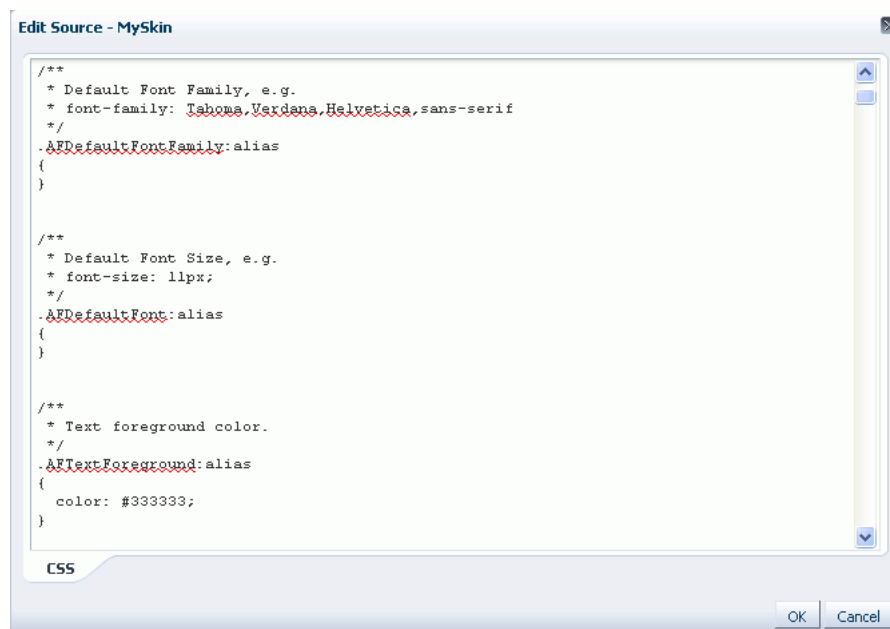 Edit Source - MySkin
/**
 * Default Font Family, e.g.
 * font-family: Tahoma,Verdana,Helvetica,sans-serif
 */
.AFDefaultFontFamily:alias
{
}
/**
 * Default Font Size, e.g.
 * font-size: 11px;
 */
.AFDefaultFont:alias
{
}
/**
 * Text foreground color.
 */
.AFTextForeground:alias
{
  color: #333333;
}
CSS
OK Cancel